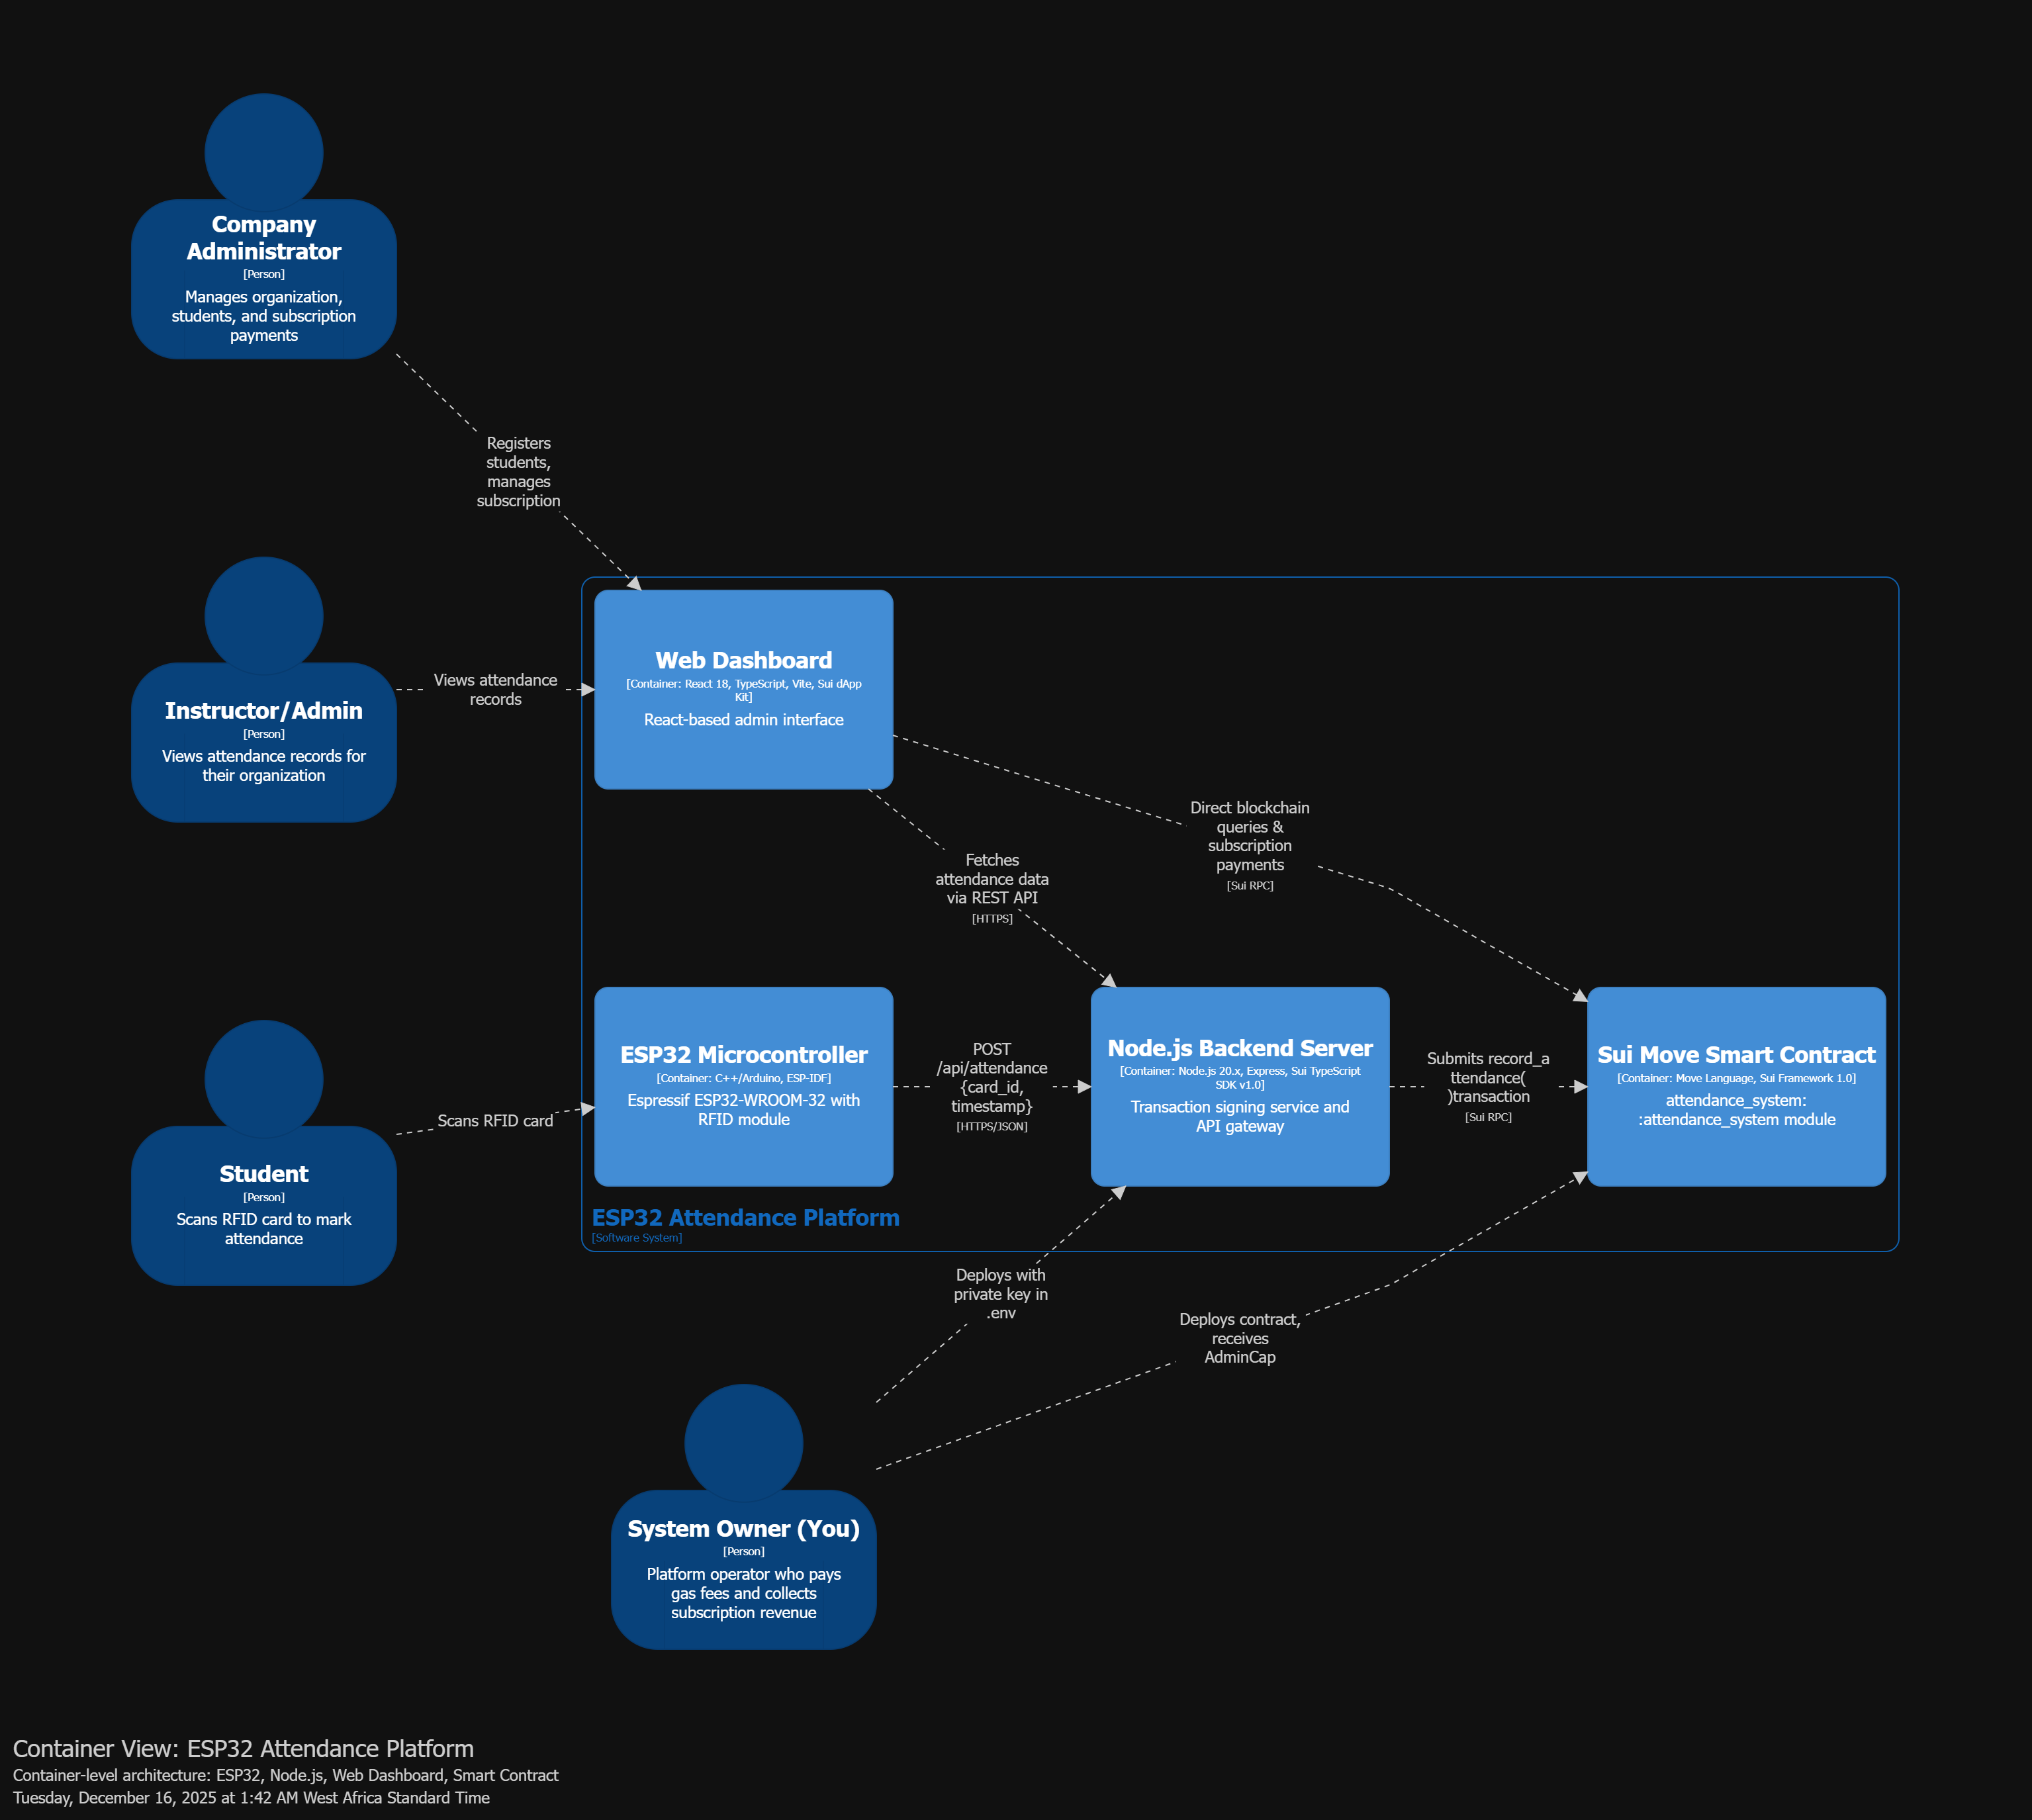 Company
Administrator
[Person]
Manages organization,
students, and subscription
payments
Registers
students,
manages
subscription
Instructor/Admin
[Person]
Views attendance records for
their organization
Views attendance
records
Web Dashboard
[Container: React 18, TypeScript, Vite, Sui dApp
Kit]
React-based admin interface
Direct blockchain
queries &
subscription
payments
[Sui RPC]
Fetches
attendance data
via REST API
[HTTPS]
Student
[Person]
Scans RFID card to mark
attendance
Scans RFID card
ESP32 Microcontroller
[Container: C++/Arduino, ESP-IDF]
Espressif ESP32-WROOM-32 with
RFID module
POST
/api/attendance
{card_id,
timestamp}
[HTTPS/JSON]
Node.js Backend Server
[Container: Node.js 20.x, Express, Sui TypeScript
SDK v1.0]
Transaction signing service and
API gateway
Submits record_a
ttendance(
)transaction
[Sui RPC]
Sui Move Smart Contract
[Container: Move Language, Sui Framework 1.0]
attendance_system:
:attendance_system module
ESP32 Attendance Platform
[Software System]
Deploys with
private key in
.env
Deploys contract,
receives
AdminCap
System Owner (You)
[Person]
Platform operator who pays
gas fees and collects
subscription revenue
Container View: ESP32 Attendance Platform
Container-level architecture: ESP32, Node.js, Web Dashboard, Smart Contract
Tuesday, December 16, 2025 at 1:42 AM West Africa Standard Time